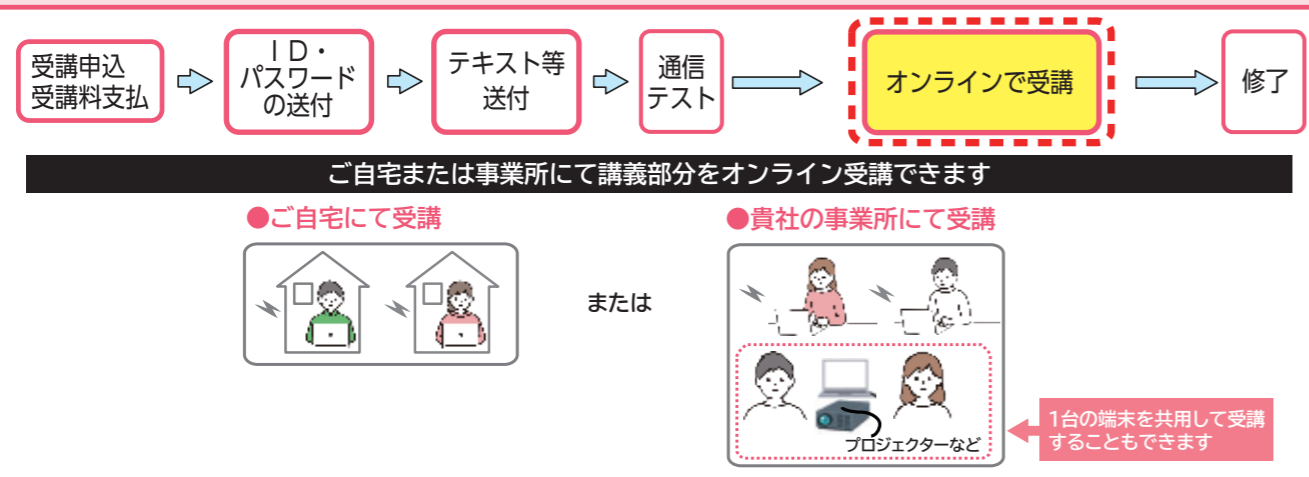 受講申込
受講料支払
ＩＤ・
パスワード
の送付
テキスト等
送付
通信
テスト
オンラインで受講
修了
ご自宅または事業所にて講義部分をオンライン受講できます
●ご自宅にて受講
または
●貴社の事業所にて受講
プロジェクターなど
1台の端末を共用して受講
することもできます